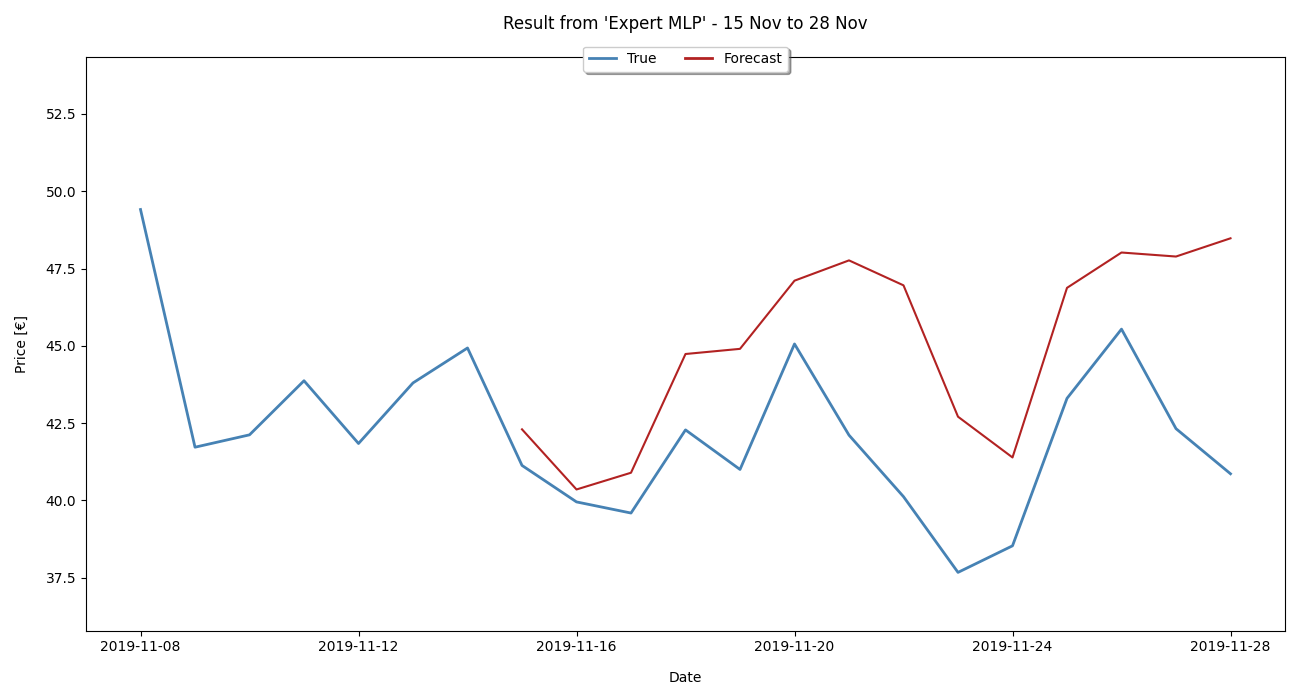 Result from 'Expert MLP' - 15 Nov to 28 Nov
True Forecast
52.5
50.0
47.5
45.0
42.5
40.0
37.5
Price [€]
2019-11-08 2019-11-12 2019-11-16 2019-11-20 2019-11-24 2019-11-28
Date